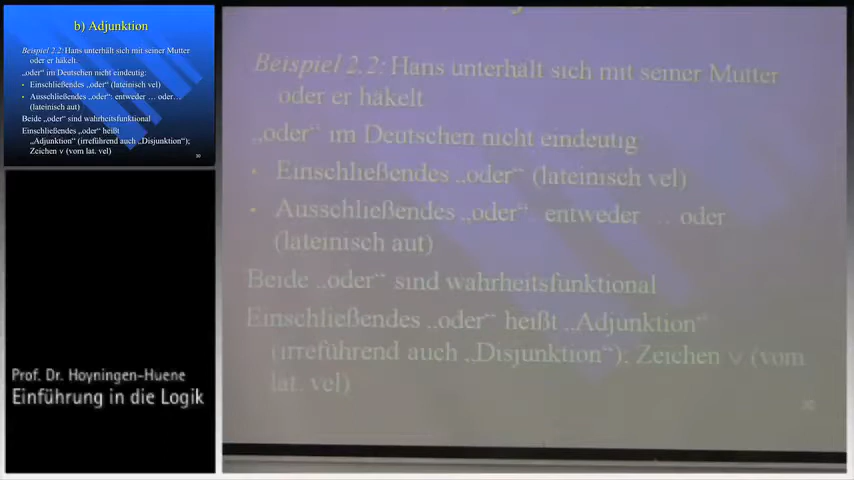 b) Adjunktion
Beispiel 2.2: Hans unterhält sich mit seiner Mutter
oder er häkelt.
„oder“ im Deutschen nicht eindeutig:
• Einschließendes „oder“ (lateinisch vel)
• Ausschließendes „oder“: entweder … oder…
(lateinisch aut)
Beide „oder“ sind wahrheitsfunktional
Einschließendes „oder“ heißt
„Adjunktion“ (irreführend auch „Disjunktion“);
Zeichen ∨ (vom lat. vel)
30
Prof. Dr. Hoyningen-Huene
Einführung in die Logik
Beispiel 2.2: Hans unterhält sich mit seiner Mutter
oder er häkelt
„oder“ im Deutschen nicht eindeutig
• Einschließendes „oder“ (lateinisch vel)
• Ausschließendes „oder“ entweder … oder
(lateinisch aut)
Beide „oder“ sind wahrheitsfunktional
Einschließendes „oder“ heißt „Adjunktion“
(irreführend auch „Disjunktion“); Zeichen ∨ (vom
lat. vel)